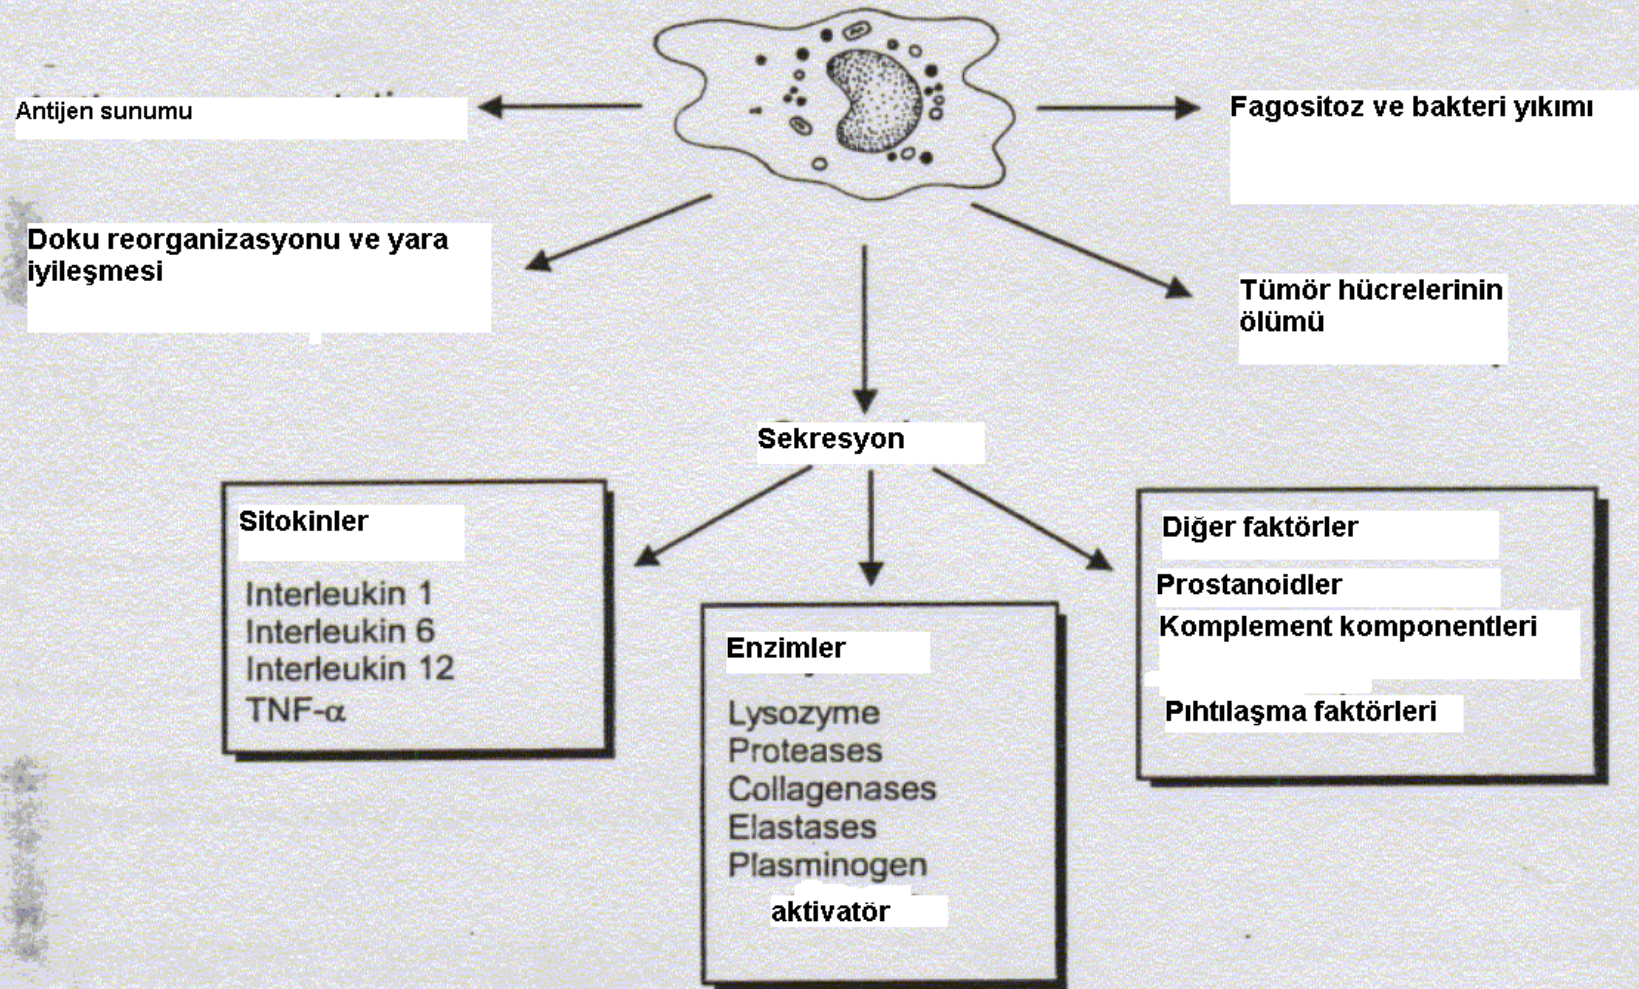 Antijen sunumu
Fagositoz ve bakteri yıkımı
Doku reorganizasyonu ve yara
iyileşmesi
Tümör hücrelerinin
ölümü
Sekresyon
Sitokinler
Interleukin 1
Interleukin 6
Interleukin 12
TNF-α
Enzimler
Lysozyme
Proteases
Collagenases
Elastases
Plasminogen
aktivatör
Diğer faktörler
Prostanoidler
Komplement komponentleri
Pıhtılaşma faktörleri